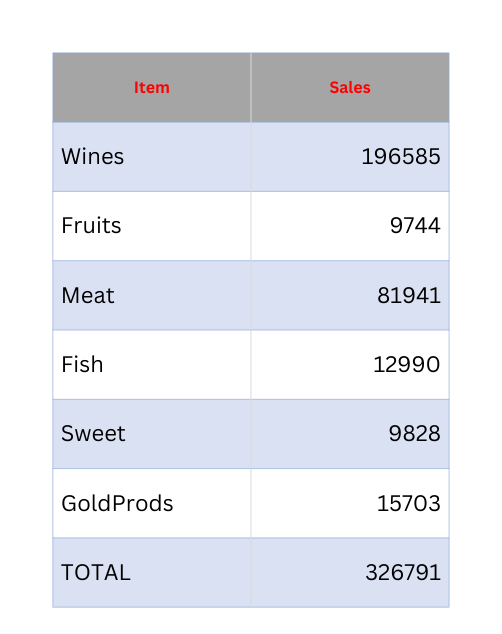 Item Sales
Wines 196585
Fruits 9744
Meat 81941
Fish 12990
Sweet 9828
GoldProds 15703
TOTAL 326791